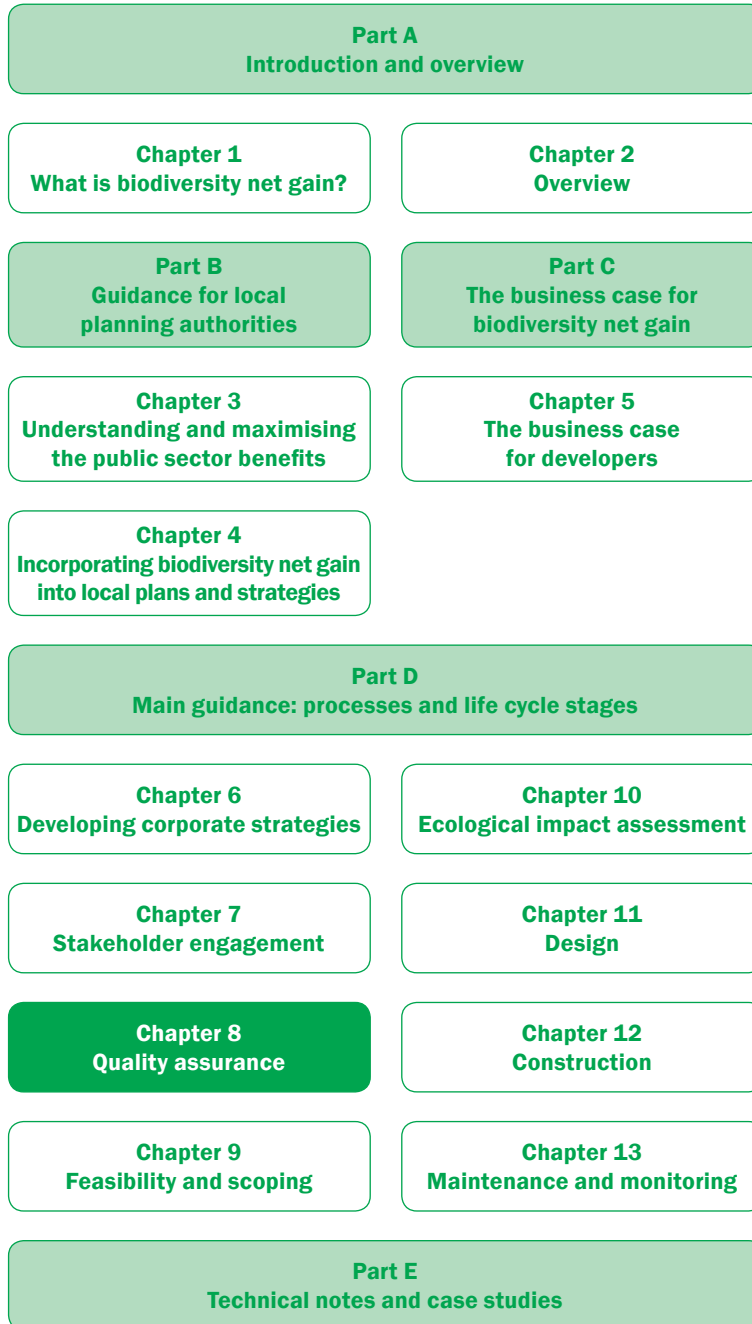 Part A
Introduction and overview
Chapter 1
What is biodiversity net gain?
Chapter 2
Overview
Part B
Guidance for local
planning authorities
Part C
The business case for
biodiversity net gain
Chapter 3
Understanding and maximising
the public sector benefits
Chapter 5
The business case
for developers
Chapter 4
Incorporating biodiversity net gain
into local plans and strategies
Part D
Main guidance: processes and life cycle stages
Chapter 6
Developing corporate strategies
Chapter 10
Ecological impact assessment
Chapter 7
Stakeholder engagement
Chapter 11
Design
Chapter 8
Quality assurance
Chapter 12
Construction
Chapter 9
Feasibility and scoping
Chapter 13
Maintenance and monitoring
Part E
Technical notes and case studies